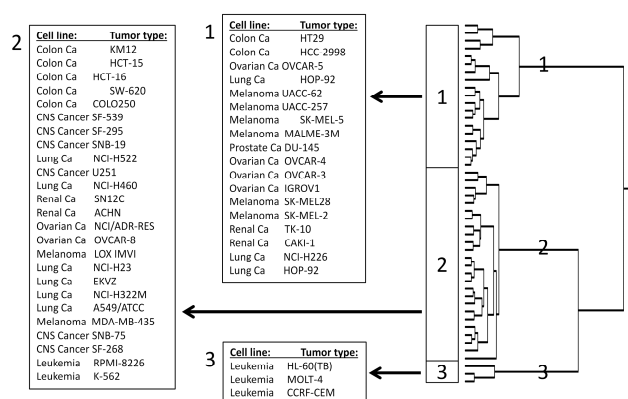 2
Cell line: Tumor type:
Colon Ca KM12
Colon Ca HCT-15
Colon Ca HCT-16
Colon Ca SW-620
Colon Ca COLO250
CNS Cancer SF-539
CNS Cancer SF-295
CNS Cancer SNB-19
Lung Ca NCI-H522
CNS Cancer U251
Lung Ca NCI-H460
Renal Ca SN12C
Renal Ca ACHN
Ovarian Ca NCI/ADR-RES
Ovarian Ca OVCAR-8
Melanoma LOX IMVI
Lung Ca NCI-H23
Lung Ca EKVZ
Lung Ca NCI-H322M
Lung Ca A549/ATCC
Melanoma MDA-MB-435
CNS Cancer SNB-75
CNS Cancer SF-268
Leukemia RPMI-8226
Leukemia K-562
1
Cell line: Tumor type:
Colon Ca HT29
Colon Ca HCC 2998
Ovarian Ca OVCAR-5
Lung Ca HOP-92
Melanoma UACC-62
Melanoma UACC-257
Melanoma SK-MEL-5
Melanoma MALME-3M
Prostate Ca DU-145
Ovarian Ca OVCAR-4
Ovarian Ca OVCAR-3
Ovarian Ca IGROV1
Melanoma SK-MEL28
Melanoma SK-MEL-2
Renal Ca TK-10
Renal Ca CAKI-1
Lung Ca NCI-H226
Lung Ca HOP-92
3
Cell line: Tumor type:
Leukemia HL-60(TB)
Leukemia MOLT-4
Leukemia CCRF-CEM
1
2
3
1
2
3